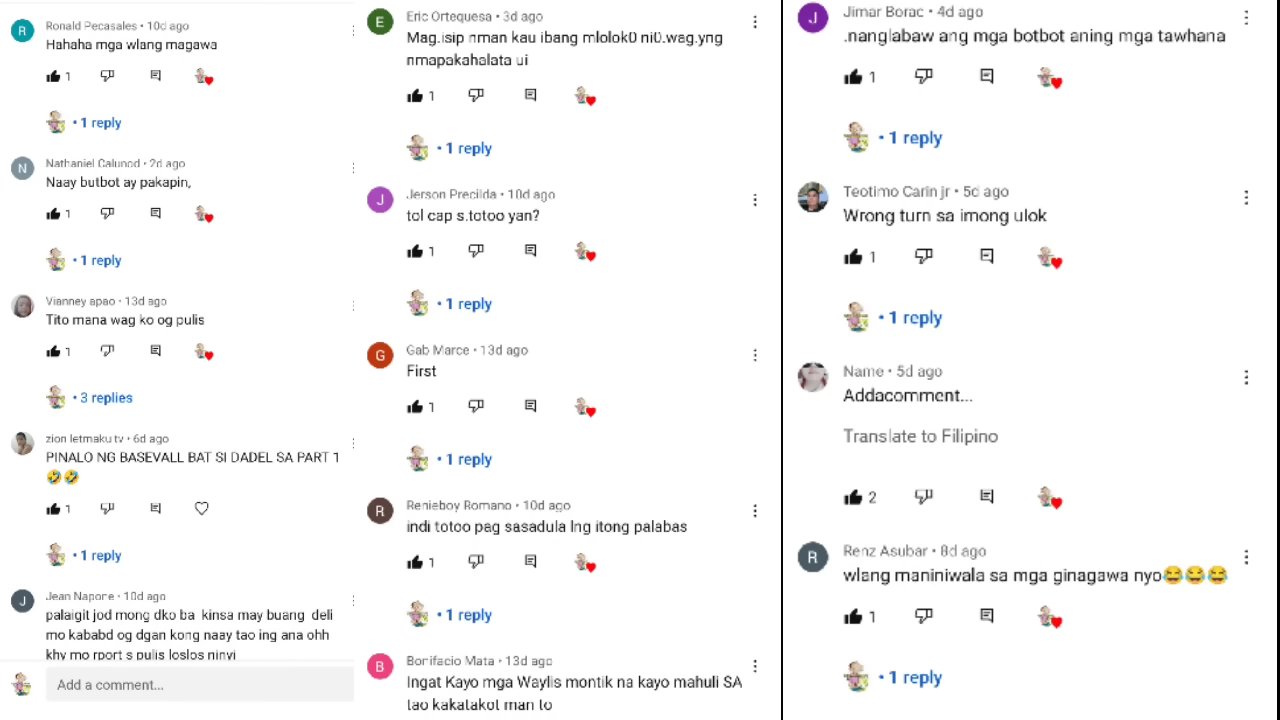 Ronald Pecasales • 10d ago
Hahaha mga wlang magawa
1
• 1 reply
N
Nathaniel Calunod • 2d ago
Naay butbot ay pakapin,
1
• 1 reply
Vianney apao • 13d ago
Tito mana wag ko og pulis
1
• 3 replies
zion letmaku tv • 6d ago
PINALO NG BASEVALL BAT SI DADEL SA PART 1
🤣🤣
1
• 1 reply
J
Jean Napone • 10d ago
palaigit jod mong dko ba kinsa may buang deli
mo kababd og dgan kong naay tao ing ana ohh
khy mo rport s pulis loslos ninyi
Add a comment...
E
Eric Ortequesa • 3d ago
Mag.isip nman kau ibang mlolok0 ni0.wag.yng
nmapakahalata ui
1
• 1 reply
J
Jerson Precilda • 10d ago
tol cap s.totoo yan?
1
• 1 reply
G
Gab Marce • 13d ago
First
1
• 1 reply
R
Renieboy Romano • 10d ago
indi totoo pag sasadula lng itong palabas
1
• 1 reply
B
Bonifacio Mata • 13d ago
Ingat Kayo mga Waylis montik na kayo mahuli SA
tao kakatakot man to
J
Jimar Borac • 4d ago
.nanglabaw ang mga botbot aning mga tawhana
1
• 1 reply
Teotimo Carin jr • 5d ago
Wrong turn sa imong ulok
1
• 1 reply
Name • 5d ago
Addacomment...
Translate to Filipino
2
R
Renz Asubar • 8d ago
wlang maniniwala sa mga ginagawa nyo😂😂😂
1
• 1 reply